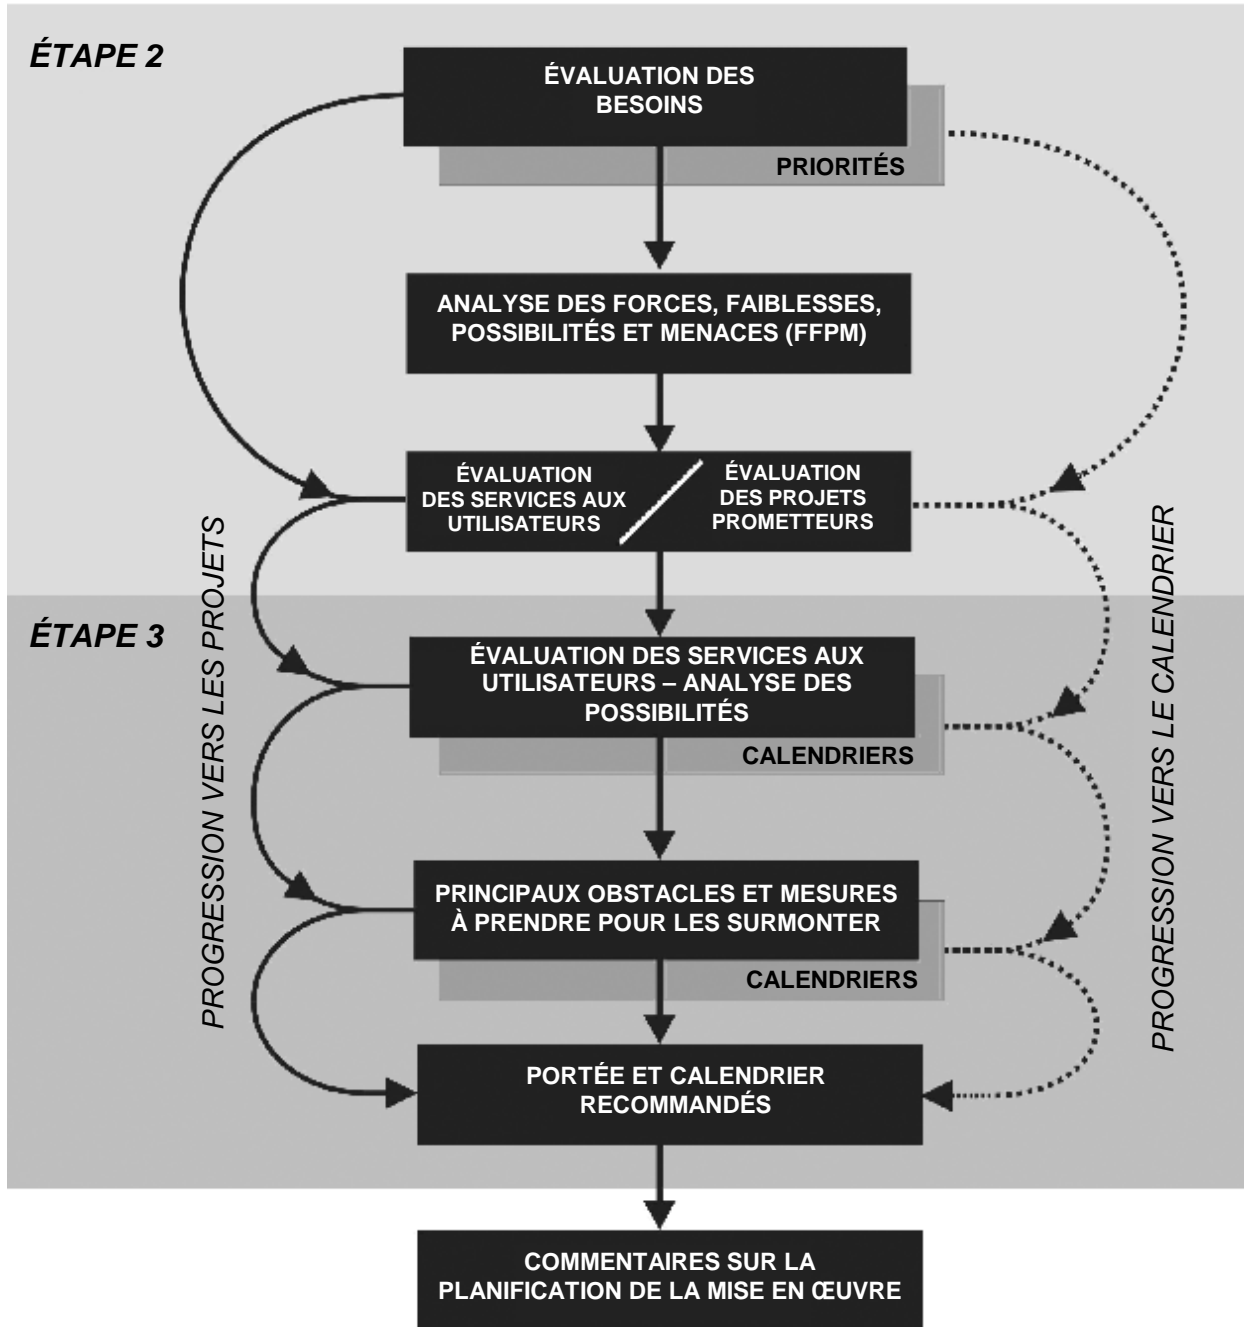 ÉTAPE 2
ÉVALUATION DES
BESOINS
PRIORITÉS
ANALYSE DES FORCES, FAIBLESSES,
POSSIBILITÉS ET MENACES (FFPM)
ÉVALUATION
DES SERVICES AUX
UTILISATEURS
ÉVALUATION
DES PROJETS
PROMETTEURS
PROGRESSION VERS LES PROJETS
PROGRESSION VERS LE CALENDRIER
ÉTAPE 3
ÉVALUATION DES SERVICES AUX
UTILISATEURS – ANALYSE DES
POSSIBILITÉS
CALENDRIERS
PRINCIPAUX OBSTACLES ET MESURES
À PRENDRE POUR LES SURMONTER
CALENDRIERS
PORTÉE ET CALENDRIER
RECOMMANDÉS
COMMENTAIRES SUR LA
PLANIFICATION DE LA MISE EN ŒUVRE